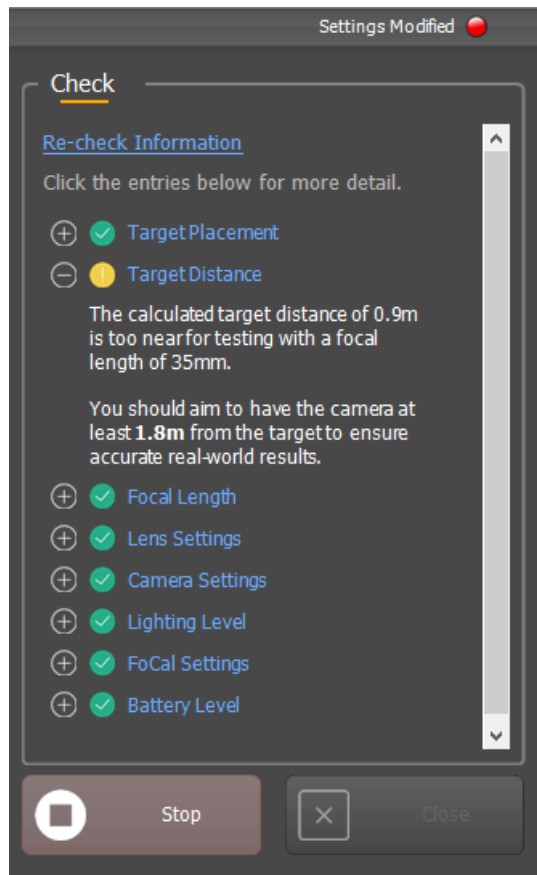 Settings Modified
Check
Re-check Information
Click the entries below for more detail.
Target Placement
Target Distance
The calculated target distance of 0.9m
is too near for testing with a focal
length of 35mm.
You should aim to have the camera at
least 1.8m from the target to ensure
accurate real-world results.
Focal Length
Lens Settings
Camera Settings
Lighting Level
FoCal Settings
Battery Level
Stop
Close